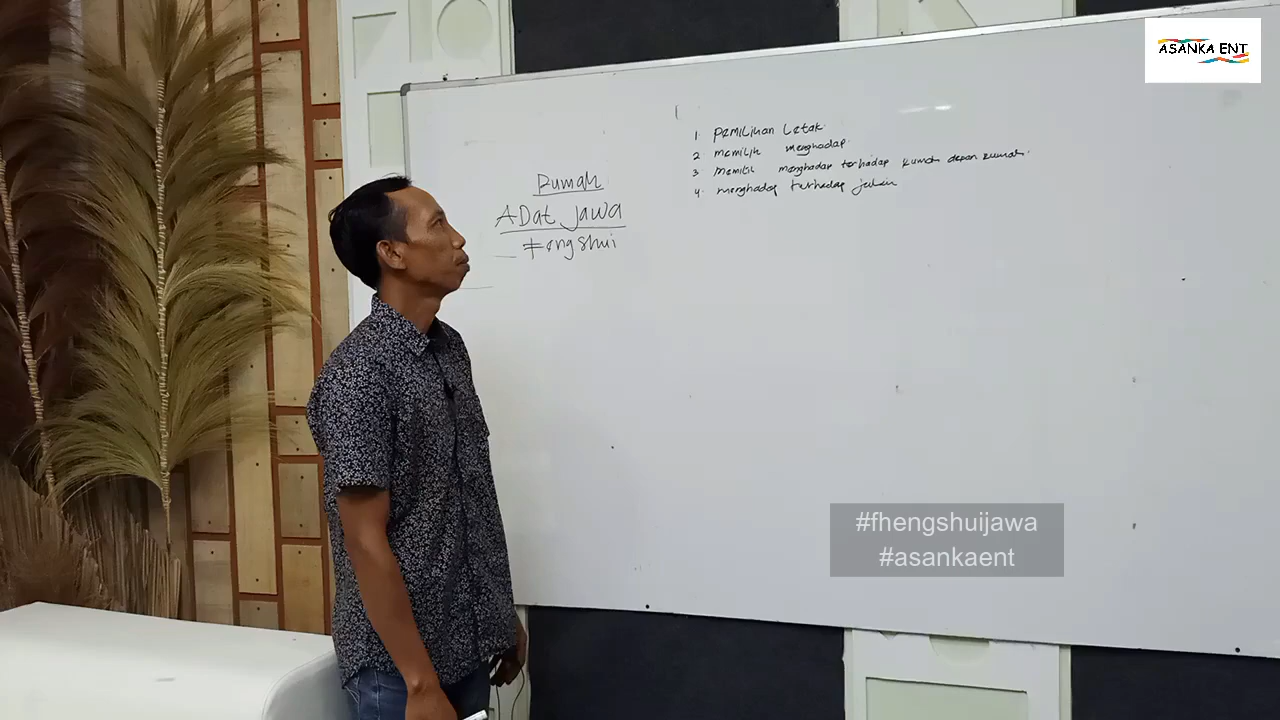 ASANKA ENT
Rumah
ADat Jawa
Fengshui
1. Pemilihan Letak
2 memilih menghadap
3 memilih menghadap terhadap rumah depan rumah
4. menghadap terhadap jalan
#fhengshuijawa
#asankaent